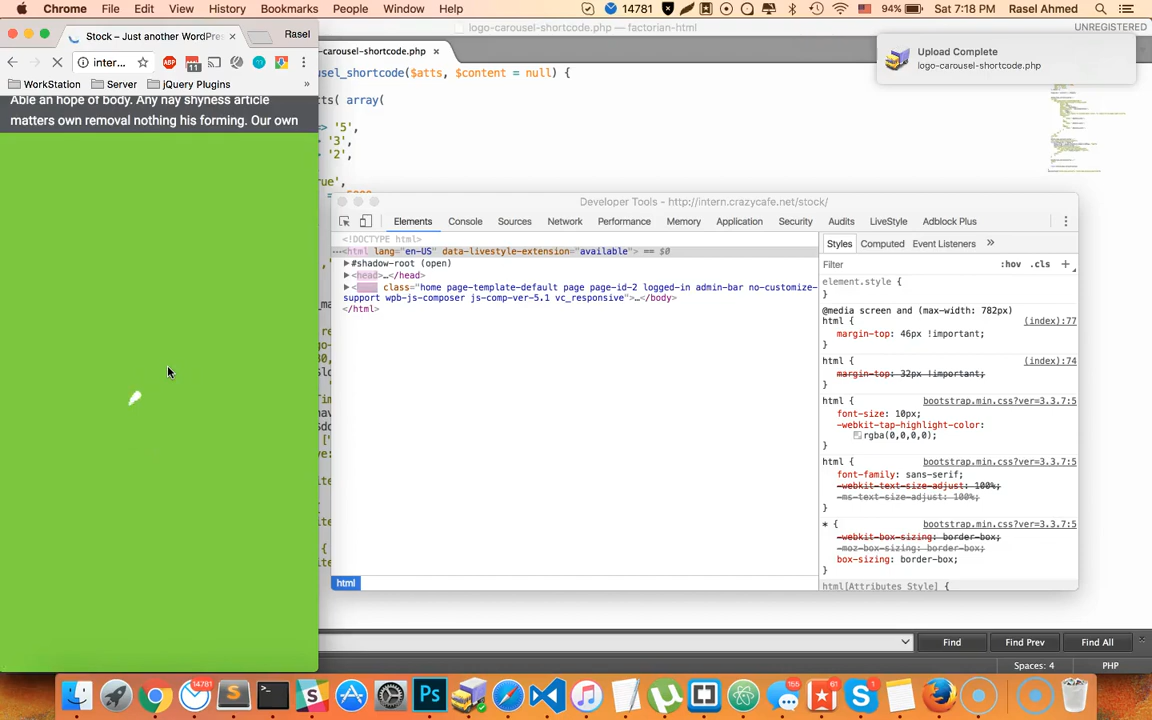 Chrome File Edit View History Bookmarks People Window Help 14781 94% Sat 7:18 PM Rasel Ahmed
logo-carousel-shortcode.php — factorian-html UNREGISTERED
Stock – Just another WordPre Rasel
-carousel-shortcode.php
Upload Complete
logo-carousel-shortcode.php
inter... ABP 11
WorkStation Server jQuery Plugins »
usel_shortcode($atts, $content = null) {
atts( array(
=> '5',
> '3',
> '2',
rue',
Able an hope of body. Any nay shyness article
matters own removal nothing his forming. Our own
Developer Tools - http://intern.crazycafe.net/stock/
Elements Console Sources Network Performance Memory Application Security Audits LiveStyle Adblock Plus
<!DOCTYPE html>
<html lang="en-US" data-livestyle-extension="available"> == $0
#shadow-root (open)
<head>…</head>
class="home page-template-default page page-id-2 logged-in admin-bar no-customize-
support wpb-js-composer js-comp-ver-5.1 vc_responsive">…</body>
</html>
html
Styles Computed Event Listeners »
Filter :hov .cls +
element.style {
}
@media screen and (max-width: 782px)
html { (index):77
margin-top: 46px !important;
}
html { (index):74
margin-top: 32px !important;
}
html { bootstrap.min.css?ver=3.3.7:5
font-size: 10px;
-webkit-tap-highlight-color:
rgba(0,0,0,0);
}
html { bootstrap.min.css?ver=3.3.7:5
font-family: sans-serif;
-webkit-text-size-adjust: 100%;
-ms-text-size-adjust: 100%;
}
* { bootstrap.min.css?ver=3.3.7:5
-webkit-box-sizing: border-box;
-moz-box-sizing: border-box;
box-sizing: border-box;
}
html[Attributes Style] {
Find Find Prev Find All
Spaces: 4 PHP
14781 155 61 1